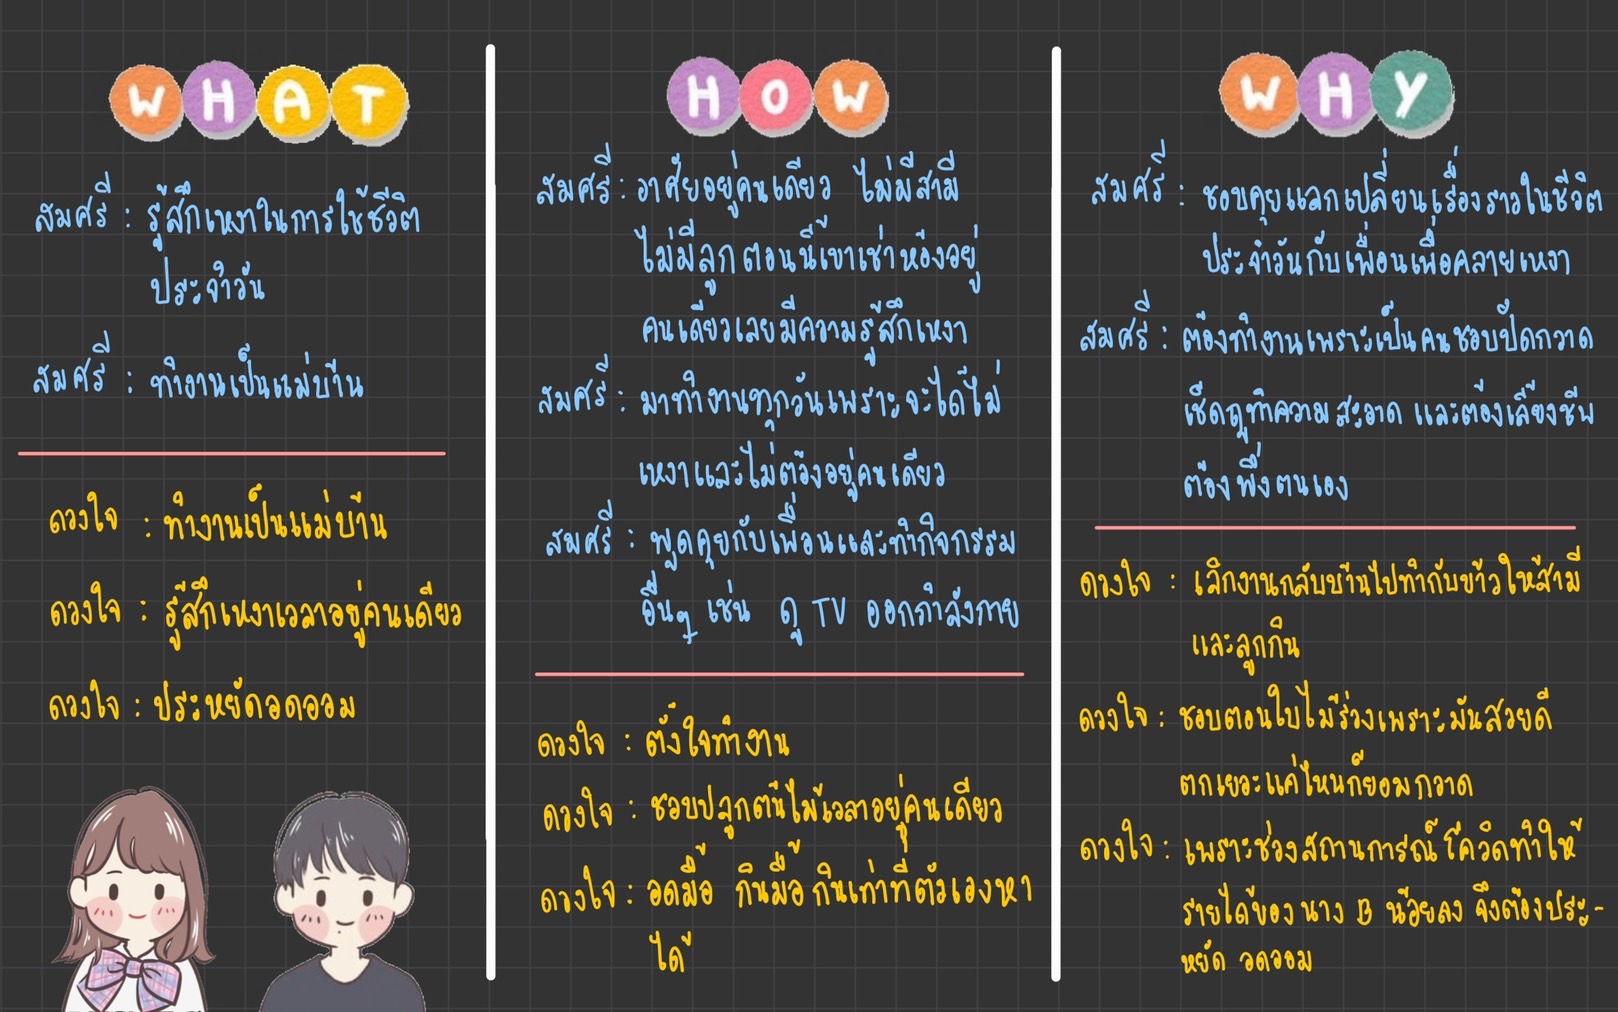 WHAT
สมศรี : รู้สึกเหงาในการใช้ชีวิต
ประจำวัน
สมศรี : ทำงานเป็นแม่บ้าน
ดวงใจ : ทำงานเป็นแม่บ้าน
ดวงใจ : รู้สึกเหงาเวลาอยู่คนเดียว
ดวงใจ : ประหยัดอดออม
HOW
สมศรี : อาศัยอยู่คนเดียว ไม่มีสามี
ไม่มีลูก ตอนนี้เขาเช่าห้องอยู่
คนเดียวเลยมีความรู้สึกเหงา
สมศรี : มาทำงานทุกวันเพราะจะได้ไม่
เหงาและไม่ต้องอยู่คนเดียว
สมศรี : พูดคุยกับเพื่อนและทำกิจกรรม
อื่นๆ เช่น ดู TV ออกกำลังกาย
ดวงใจ : ตั้งใจทำงาน
ดวงใจ : ชอบปลูกต้นไม้เวลาอยู่คนเดียว
ดวงใจ : อดมื้อ กินมื้อ กินเท่าที่ตัวเองหา
ได้
WHY
สมศรี : ชอบคุยแลกเปลี่ยนเรื่องราวในชีวิต
ประจำวันกับเพื่อนเพื่อคลายเหงา
สมศรี : ต้องทำงานเพราะเป็นคนชอบปัดกวาด
เช็ดถูทำความสะอาด และต้องเลี้ยงชีพ
ต้องพึ่งตนเอง
ดวงใจ : เลิกงานกลับบ้านไปทำกับข้าวให้สามี
และลูกกิน
ดวงใจ : ชอบตอนใบไม้ร่วงเพราะมันสวยดี
ตกเยอะแค่ไหนก็ยอมกวาด
ดวงใจ : เพราะช่วงสถานการณ์โควิดทำให้
รายได้ของนาง B น้อยลง จึงต้องประ-
หยัด อดออม